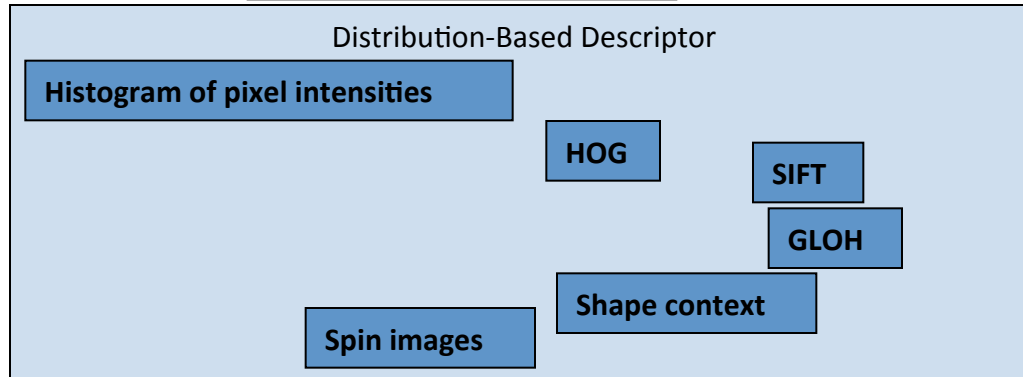 Distribution-Based Descriptor
Histogram of pixel intensities
HOG
SIFT
GLOH
Shape context
Spin images